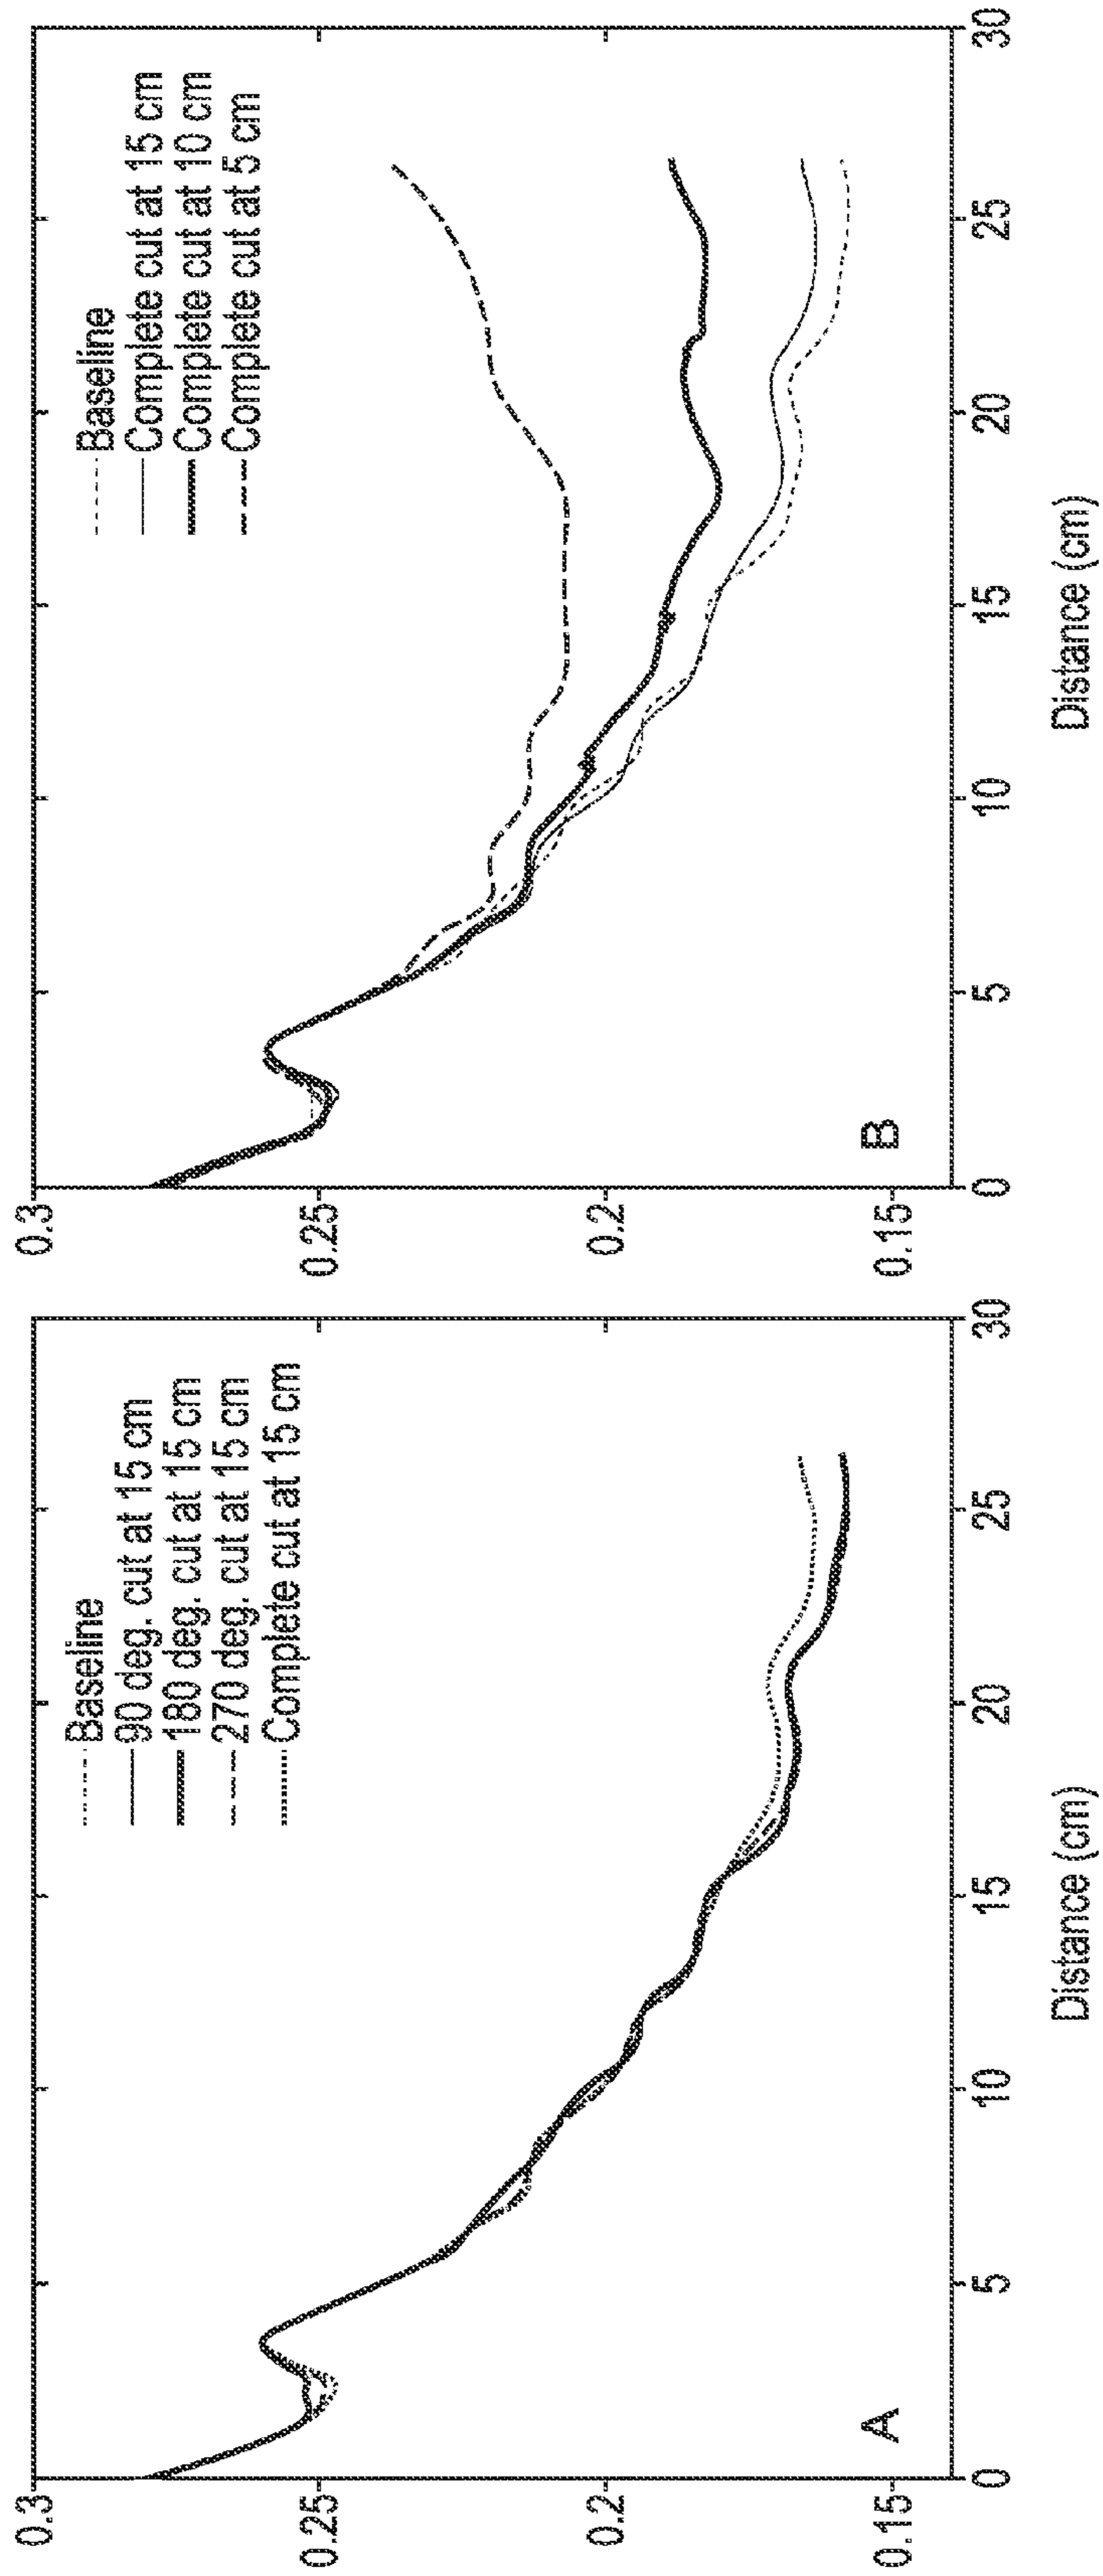 0.3
0.25
0.2
0.15
Baseline
90 deg. cut at 15 cm
180 deg. cut at 15 cm
270 deg. cut at 15 cm
Complete cut at 15 cm
A
0
5
10
15
20
25
30
Distance (cm)
0.3
0.25
0.2
0.15
Baseline
Complete cut at 15 cm
Complete cut at 10 cm
Complete cut at 5 cm
B
0
5
10
15
20
25
30
Distance (cm)